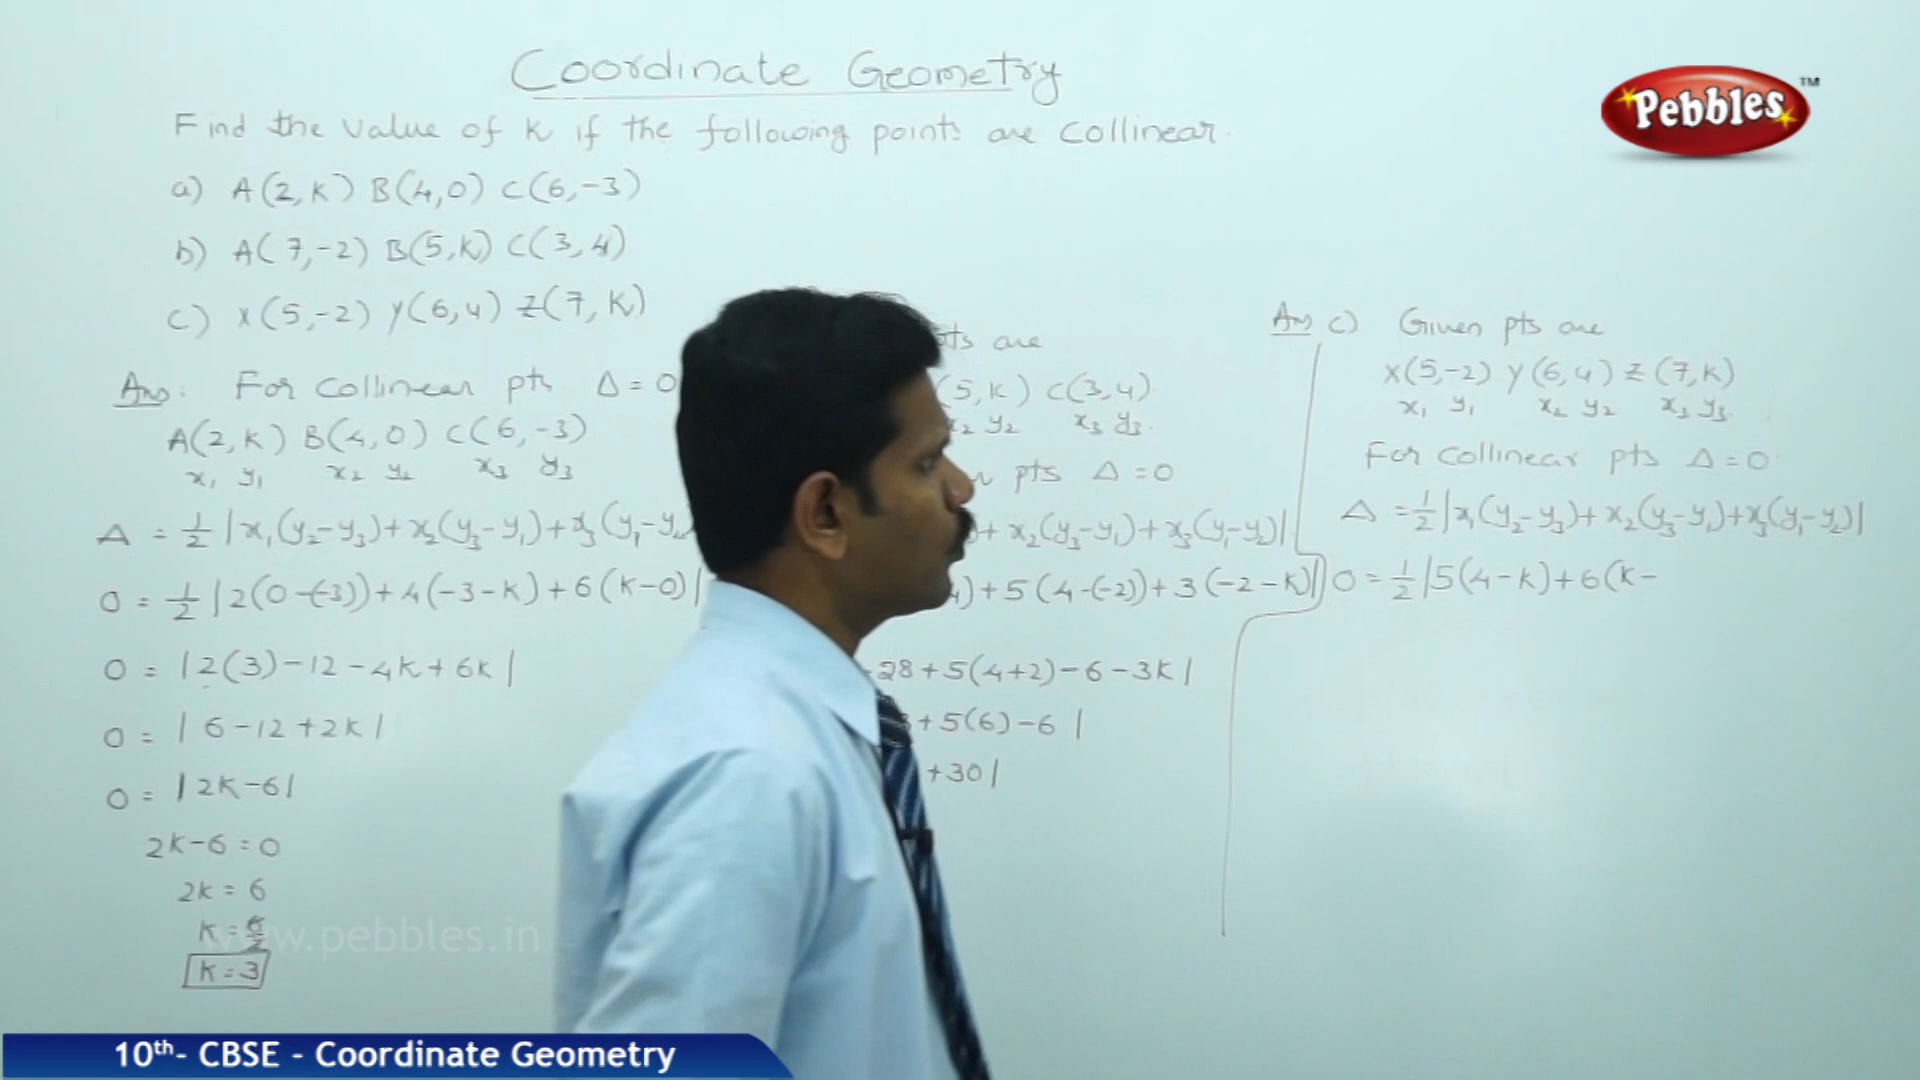 Coordinate Geometry
Pebbles™
Find the value of K if the following points are collinear.
a) A(2,K) B(4,0) C(6,-3)
b) A(7,-2) B(5,K) C(3,4)
c) X(5,-2) Y(6,4) Z(7,K)
Ans: For collinear pts Δ = 0
A(2,K) B(4,0) C(6,-3)
x₁ y₁ x₂ y₂ x₃ y₃
Δ = ½ |x₁(y₂-y₃)+x₂(y₃-y₁)+x₃(y₁-y₂
0 = ½ |2(0-(-3))+4(-3-K)+6(K-0)|
0 = |2(3)-12-4K+6K|
0 = |6-12+2K|
0 = |2K-6|
2K-6 = 0
2K = 6
K = 6/2
K = 3
pts are
(5,K) C(3,4)
x₂ y₂ x₃ y₃.
pts Δ = 0
+x₂(y₃-y₁)+x₃(y₁-y₂)|
4)+5(4-(-2))+3(-2-K)|
-28+5(4+2)-6-3K|
+5(6)-6|
+30|
Ans c) Given pts are
X(5,-2) Y(6,4) Z(7,K)
x₁ y₁ x₂ y₂ x₃ y₃.
For collinear pts Δ = 0
Δ = ½ |x₁(y₂-y₃)+x₂(y₃-y₁)+x₃(y₁-y₂)|
0 = ½ |5(4-K)+6(K-
www.pebbles.in
10th- CBSE - Coordinate Geometry